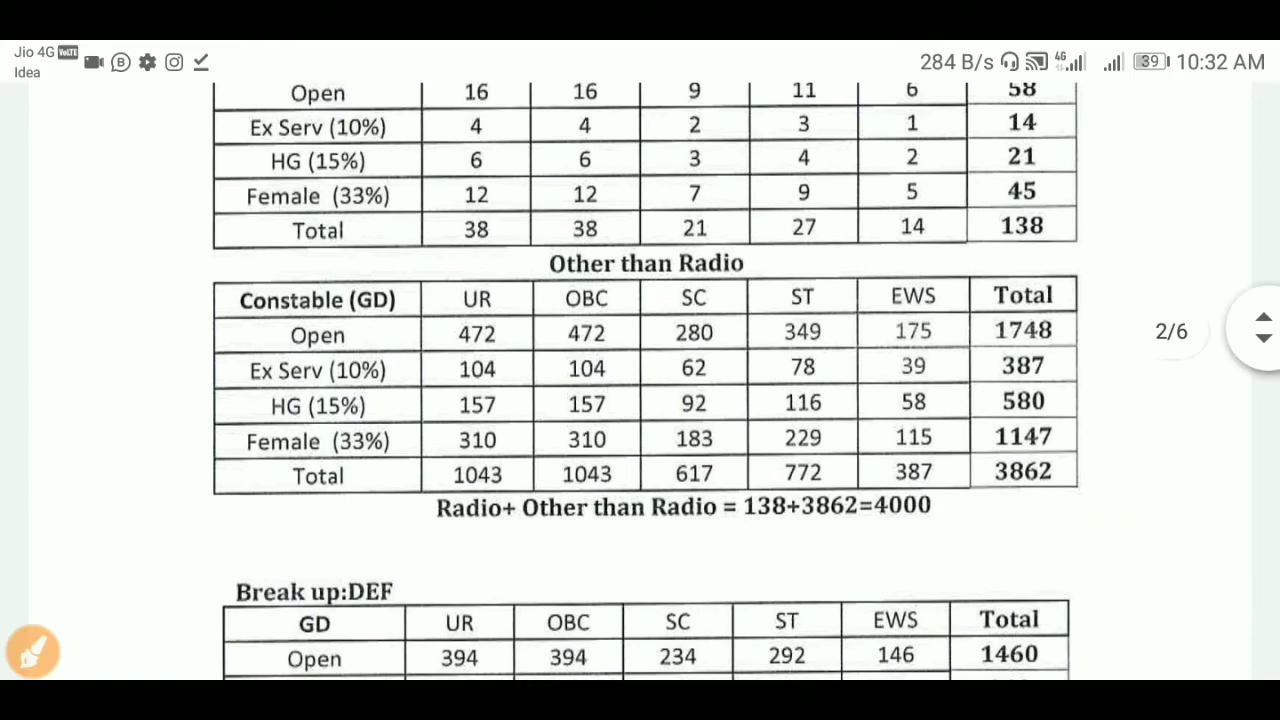 Jio 4G VoLTE
Idea
284 B/s 4G 39 10:32 AM
Open 16 16 9 11 6 58
Ex Serv (10%) 4 4 2 3 1 14
HG (15%) 6 6 3 4 2 21
Female (33%) 12 12 7 9 5 45
Total 38 38 21 27 14 138
Other than Radio
Constable (GD) UR OBC SC ST EWS Total
Open 472 472 280 349 175 1748
2/6
Ex Serv (10%) 104 104 62 78 39 387
HG (15%) 157 157 92 116 58 580
Female (33%) 310 310 183 229 115 1147
Total 1043 1043 617 772 387 3862
Radio+ Other than Radio = 138+3862=4000
Break up:DEF
GD UR OBC SC ST EWS Total
Open 394 394 234 292 146 1460